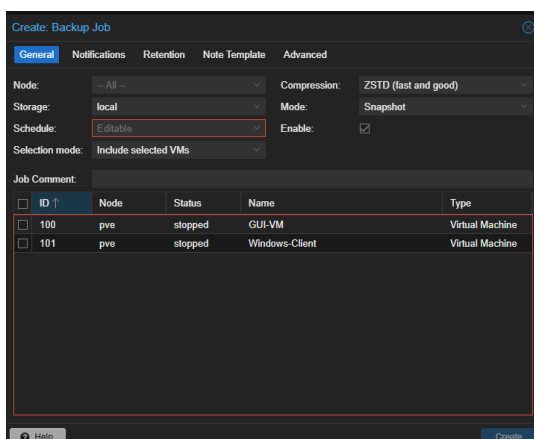 Create: Backup Job
General Notifications Retention Note Template Advanced
Node: -- All -- Compression: ZSTD (fast and good)
Storage: local Mode: Snapshot
Schedule: Editable Enable:
Selection mode: Include selected VMs
Job Comment:
ID ↑ Node Status Name Type
100 pve stopped GUI-VM Virtual Machine
101 pve stopped Windows-Client Virtual Machine
Help Create